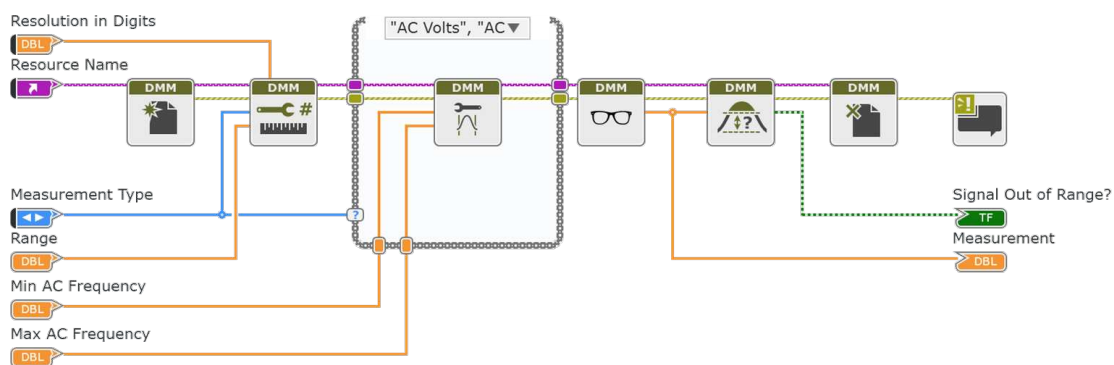 Resolution in Digits
DBL
"AC Volts", "AC
Resource Name
DMM
DMM
DMM
DMM
DMM
DMM
#
?
!
Measurement Type
?
Signal Out of Range?
TF
Range
DBL
Measurement
DBL
Min AC Frequency
DBL
Max AC Frequency
DBL